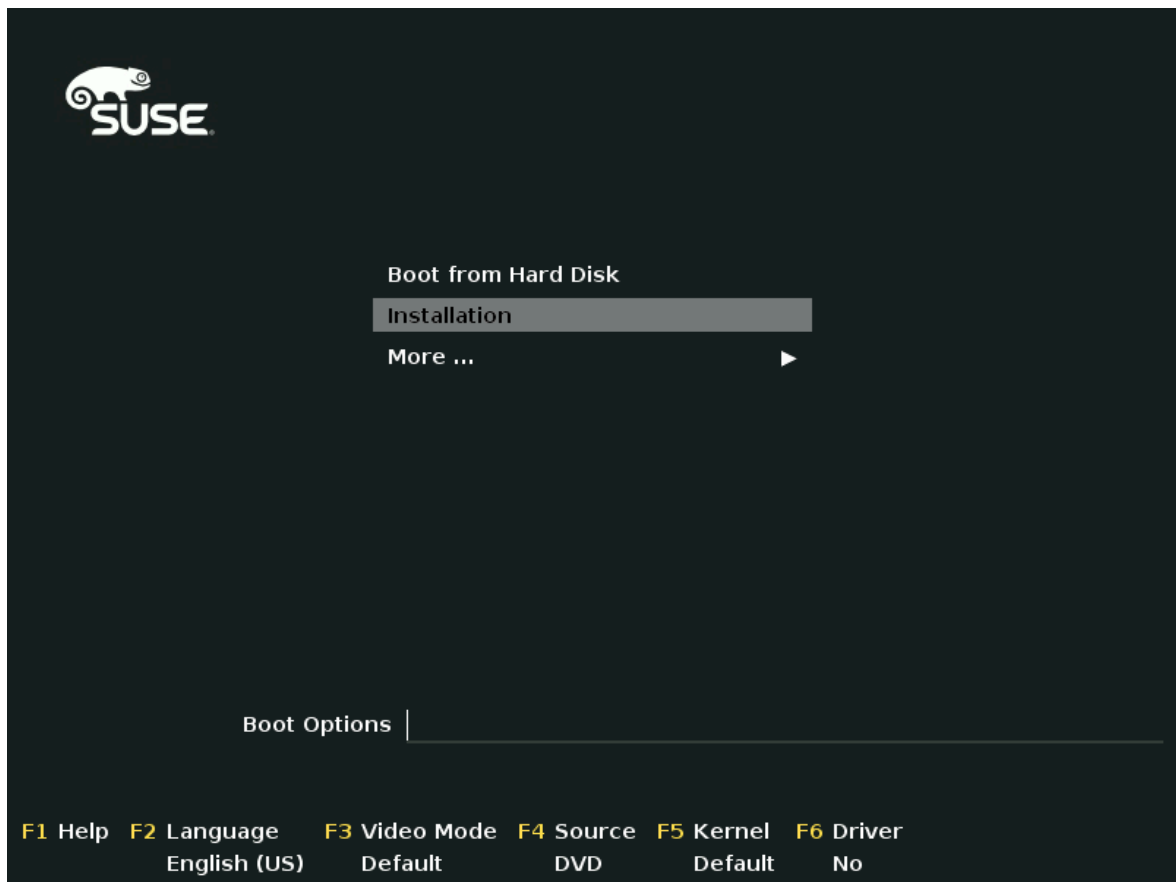 SUSE.
Boot from Hard Disk
Installation
More ...
Boot Options
F1 Help F2 Language F3 Video Mode F4 Source F5 Kernel F6 Driver
English (US) Default DVD Default No